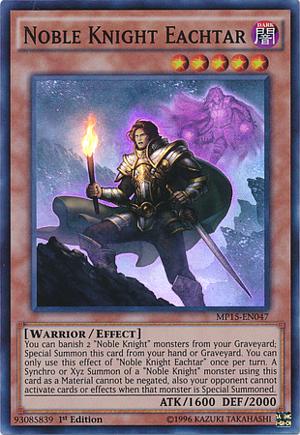 NOBLE KNIGHT EACHTAR
DARK
闇
MP15-EN047
[WARRIOR / EFFECT]
You can banish 2 "Noble Knight" monsters from your Graveyard;
Special Summon this card from your hand or Graveyard. You can
only use this effect of "Noble Knight Eachtar" once per turn. A
Synchro or Xyz Summon of a "Noble Knight" monster using this
card as a Material cannot be negated, also your opponent cannot
activate cards or effects when that monster is Special Summoned.
ATK/1600 DEF/2000
93085839 1st Edition ©1996 KAZUKI TAKAHASHI